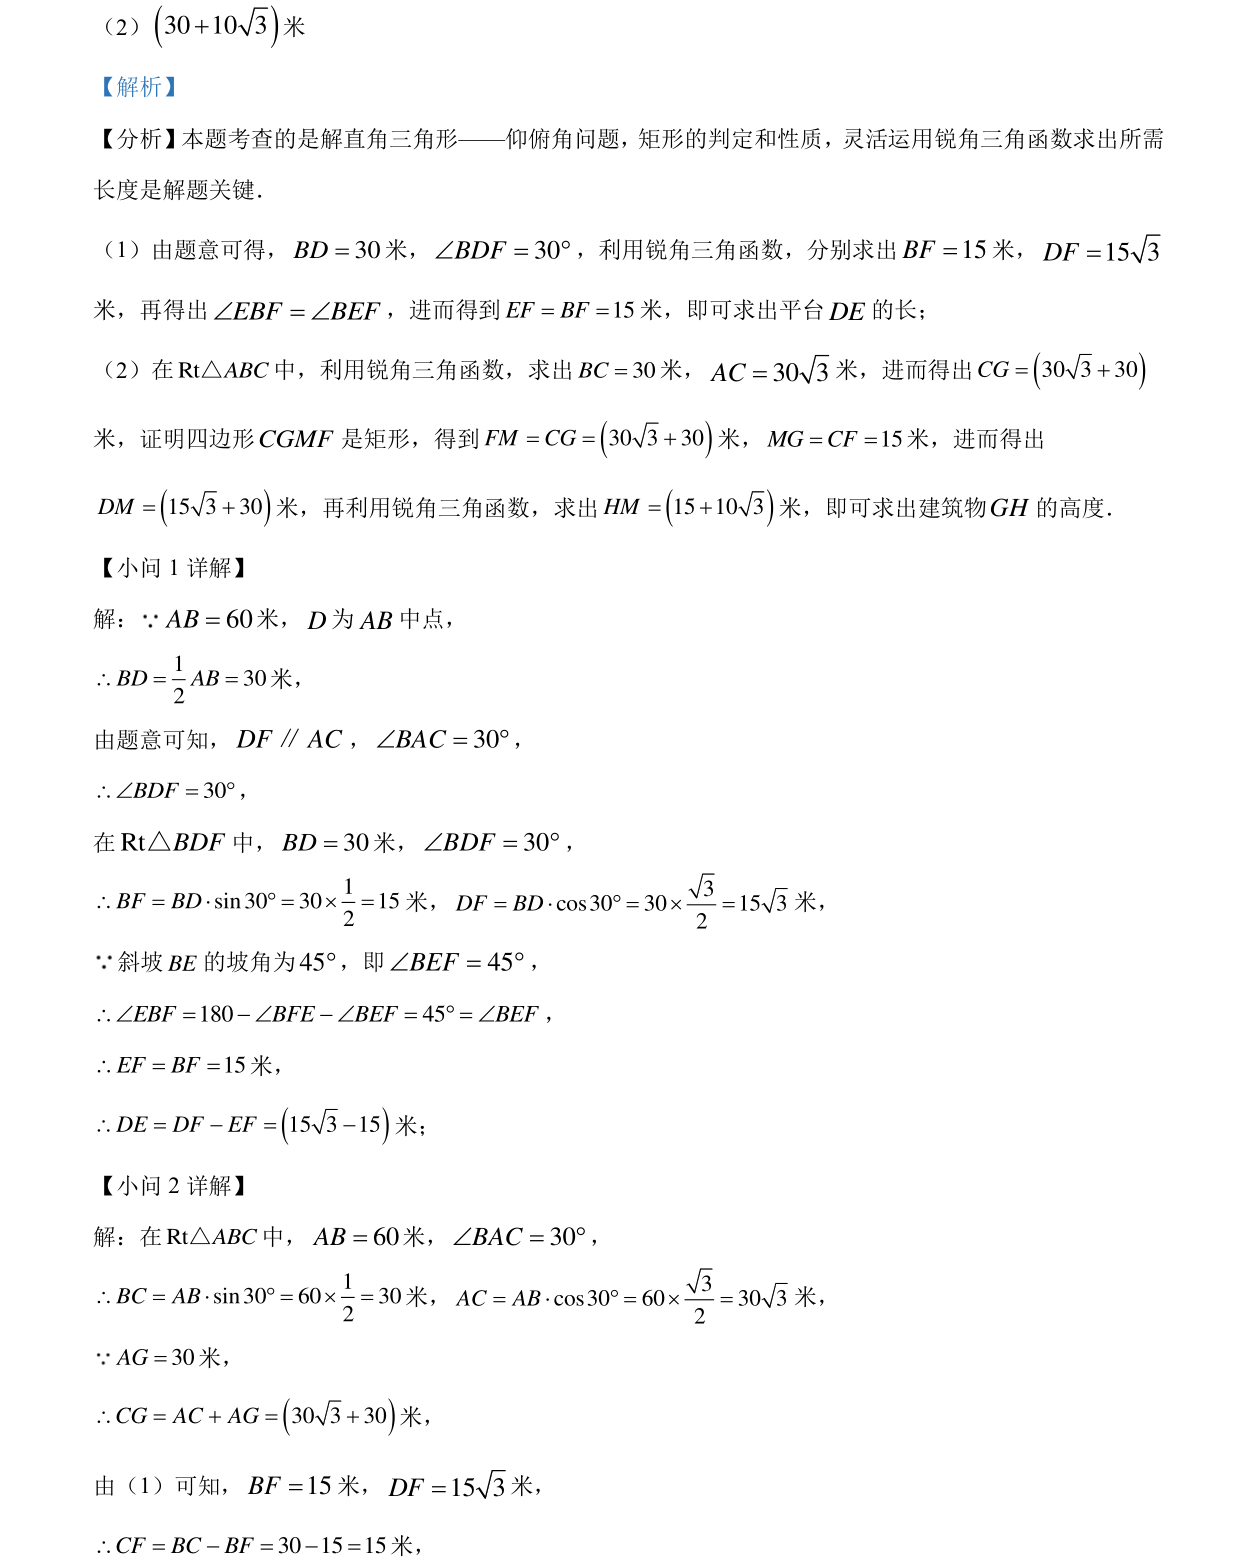 （2）(30+10√3)米
【解析】
【分析】本题考查的是解直角三角形——仰俯角问题，矩形的判定和性质，灵活运用锐角三角函数求出所需
长度是解题关键．
（1）由题意可得，BD=30米，∠BDF=30°，利用锐角三角函数，分别求出BF=15米，DF=15√3
米，再得出∠EBF=∠BEF，进而得到EF=BF=15米，即可求出平台DE的长；
（2）在Rt△ABC中，利用锐角三角函数，求出BC=30米，AC=30√3米，进而得出CG=(30√3+30)
米，证明四边形CGMF是矩形，得到FM=CG=(30√3+30)米，MG=CF=15米，进而得出
DM=(15√3+30)米，再利用锐角三角函数，求出HM=(15+10√3)米，即可求出建筑物GH的高度．
【小问1详解】
解：∵AB=60米，D为AB中点，
∴BD=1/2AB=30米，
由题意可知，DF∥AC，∠BAC=30°，
∴∠BDF=30°，
在Rt△BDF中，BD=30米，∠BDF=30°，
∴BF=BD·sin30°=30×1/2=15米，DF=BD·cos30°=30×√3/2=15√3米，
∵斜坡BE的坡角为45°，即∠BEF=45°，
∴∠EBF=180−∠BFE−∠BEF=45°=∠BEF，
∴EF=BF=15米，
∴DE=DF−EF=(15√3−15)米；
【小问2详解】
解：在Rt△ABC中，AB=60米，∠BAC=30°，
∴BC=AB·sin30°=60×1/2=30米，AC=AB·cos30°=60×√3/2=30√3米，
∵AG=30米，
∴CG=AC+AG=(30√3+30)米，
由（1）可知，BF=15米，DF=15√3米，
∴CF=BC−BF=30−15=15米，